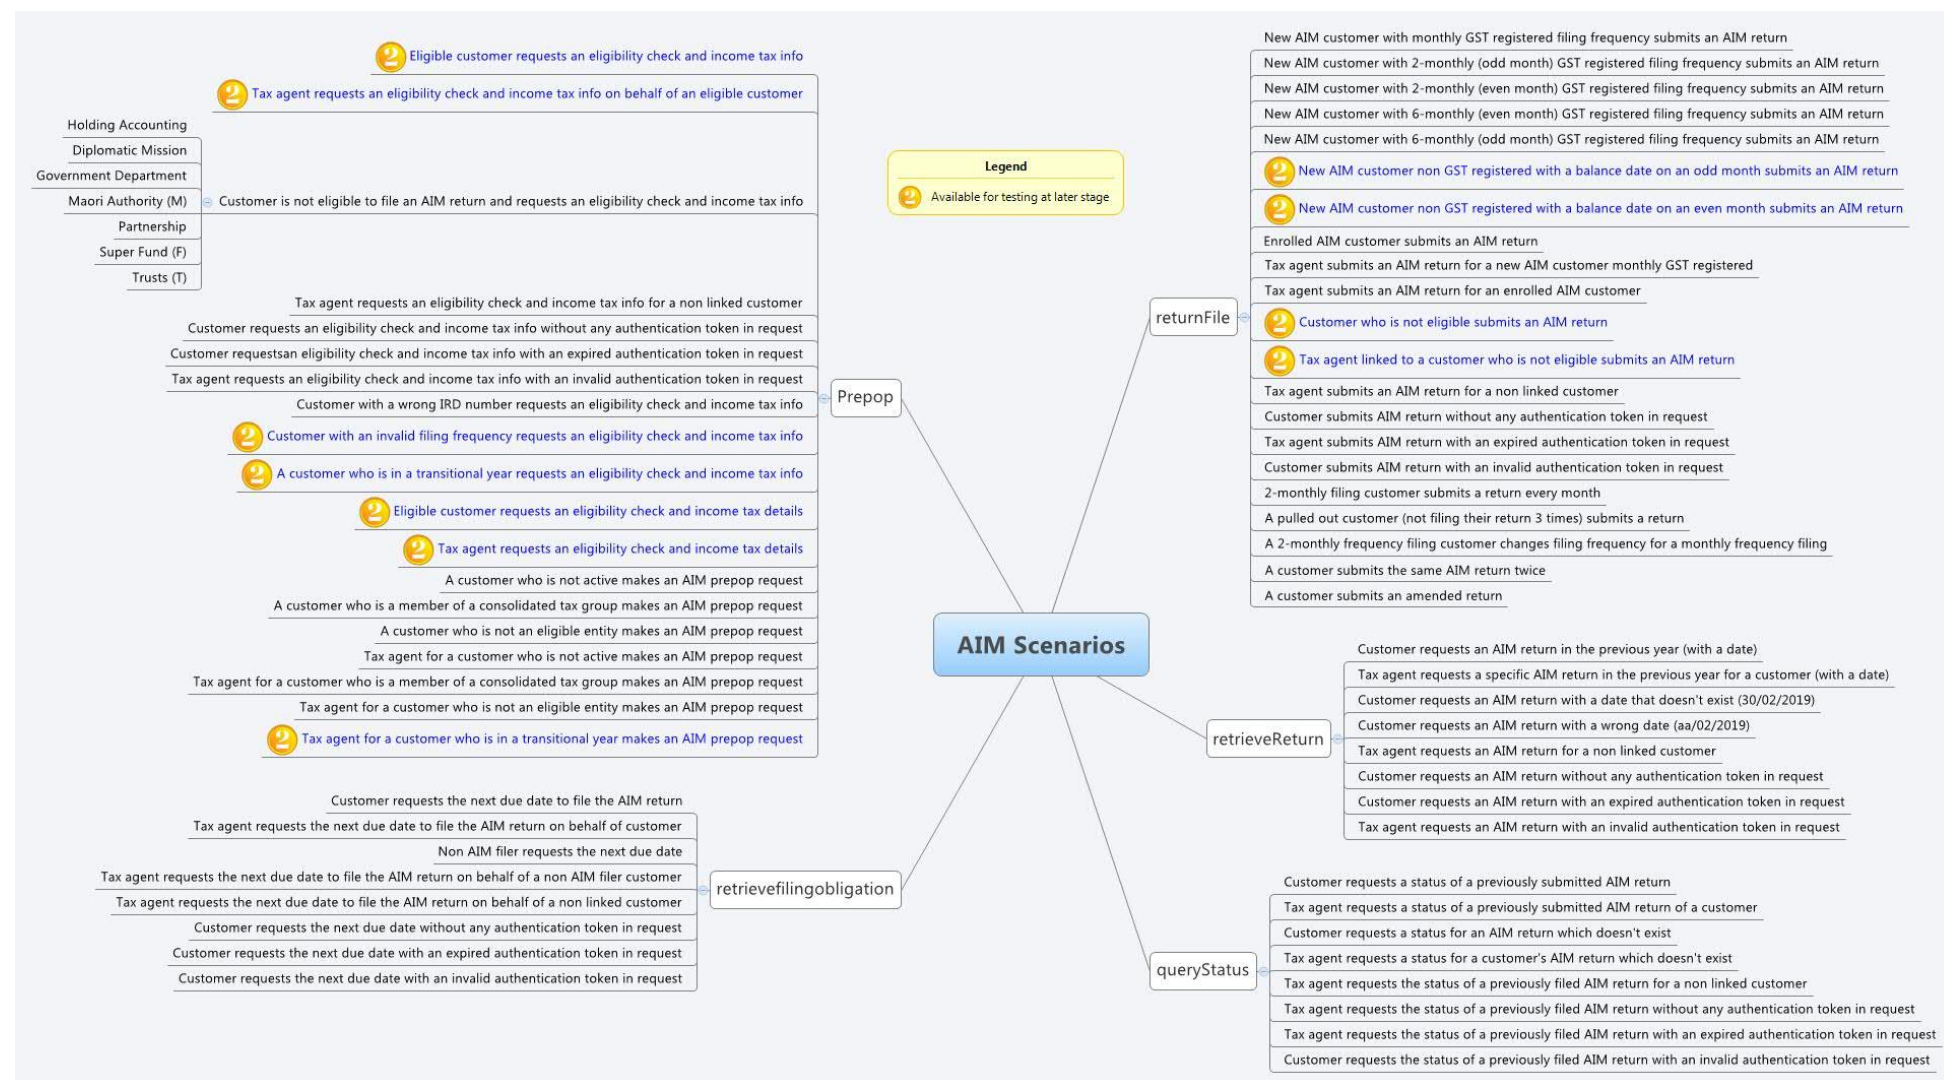 2 Eligible customer requests an eligibility check and income tax info
2 Tax agent requests an eligibility check and income tax info on behalf of an eligible customer
Holding Accounting
Diplomatic Mission
Government Department
Maori Authority (M)
Partnership
Super Fund (F)
Trusts (T)
Customer is not eligible to file an AIM return and requests an eligibility check and income tax info
Tax agent requests an eligibility check and income tax info for a non linked customer
Customer requests an eligibility check and income tax info without any authentication token in request
Customer requestsan eligibility check and income tax info with an expired authentication token in request
Tax agent requests an eligibility check and income tax info with an invalid authentication token in request
Customer with a wrong IRD number requests an eligibility check and income tax info
2 Customer with an invalid filing frequency requests an eligibility check and income tax info
2 A customer who is in a transitional year requests an eligibility check and income tax info
2 Eligible customer requests an eligibility check and income tax details
2 Tax agent requests an eligibility check and income tax details
A customer who is not active makes an AIM prepop request
A customer who is a member of a consolidated tax group makes an AIM prepop request
A customer who is not an eligible entity makes an AIM prepop request
Tax agent for a customer who is not active makes an AIM prepop request
Tax agent for a customer who is a member of a consolidated tax group makes an AIM prepop request
Tax agent for a customer who is not an eligible entity makes an AIM prepop request
2 Tax agent for a customer who is in a transitional year makes an AIM prepop request
Prepop
Customer requests the next due date to file the AIM return
Tax agent requests the next due date to file the AIM return on behalf of customer
Non AIM filer requests the next due date
Tax agent requests the next due date to file the AIM return on behalf of a non AIM filer customer
Tax agent requests the next due date to file the AIM return on behalf of a non linked customer
Customer requests the next due date without any authentication token in request
Customer requests the next due date with an expired authentication token in request
Customer requests the next due date with an invalid authentication token in request
retrievefilingobligation
Legend
2 Available for testing at later stage
AIM Scenarios
returnFile
New AIM customer with monthly GST registered filing frequency submits an AIM return
New AIM customer with 2-monthly (odd month) GST registered filing frequency submits an AIM return
New AIM customer with 2-monthly (even month) GST registered filing frequency submits an AIM return
New AIM customer with 6-monthly (even month) GST registered filing frequency submits an AIM return
New AIM customer with 6-monthly (odd month) GST registered filing frequency submits an AIM return
2 New AIM customer non GST registered with a balance date on an odd month submits an AIM return
2 New AIM customer non GST registered with a balance date on an even month submits an AIM return
Enrolled AIM customer submits an AIM return
Tax agent submits an AIM return for a new AIM customer monthly GST registered
Tax agent submits an AIM return for an enrolled AIM customer
2 Customer who is not eligible submits an AIM return
2 Tax agent linked to a customer who is not eligible submits an AIM return
Tax agent submits an AIM return for a non linked customer
Customer submits AIM return without any authentication token in request
Tax agent submits AIM return with an expired authentication token in request
Customer submits AIM return with an invalid authentication token in request
2-monthly filing customer submits a return every month
A pulled out customer (not filing their return 3 times) submits a return
A 2-monthly frequency filing customer changes filing frequency for a monthly frequency filing
A customer submits the same AIM return twice
A customer submits an amended return
retrieveReturn
Customer requests an AIM return in the previous year (with a date)
Tax agent requests a specific AIM return in the previous year for a customer (with a date)
Customer requests an AIM return with a date that doesn't exist (30/02/2019)
Customer requests an AIM return with a wrong date (aa/02/2019)
Tax agent requests an AIM return for a non linked customer
Customer requests an AIM return without any authentication token in request
Customer requests an AIM return with an expired authentication token in request
Tax agent requests an AIM return with an invalid authentication token in request
queryStatus
Customer requests a status of a previously submitted AIM return
Tax agent requests a status of a previously submitted AIM return of a customer
Customer requests a status for an AIM return which doesn't exist
Tax agent requests a status for a customer's AIM return which doesn't exist
Tax agent requests the status of a previously filed AIM return for a non linked customer
Tax agent requests the status of a previously filed AIM return without any authentication token in request
Tax agent requests the status of a previously filed AIM return with an expired authentication token in request
Customer requests the status of a previously filed AIM return with an invalid authentication token in request